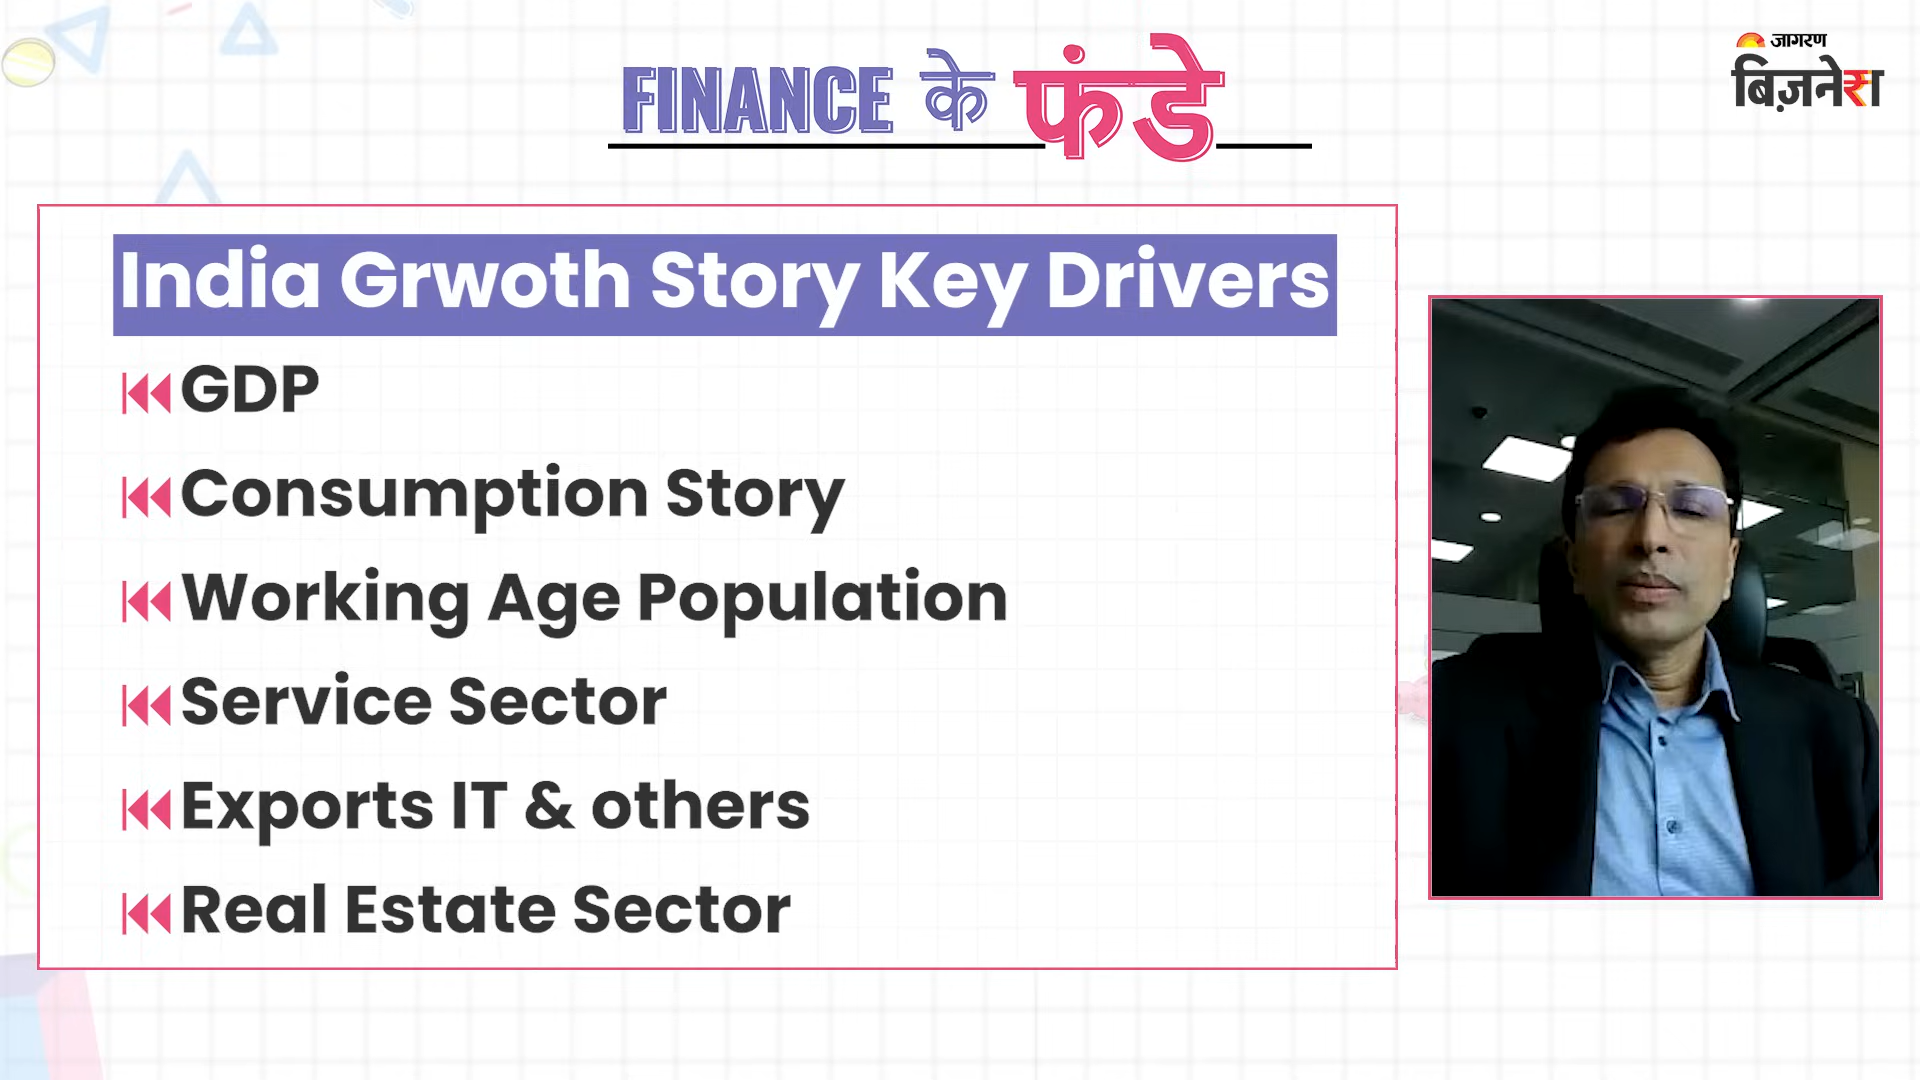 FINANCE के फंडे
जागरण
बिज़नेस
India Grwoth Story Key Drivers
GDP
Consumption Story
Working Age Population
Service Sector
Exports IT & others
Real Estate Sector